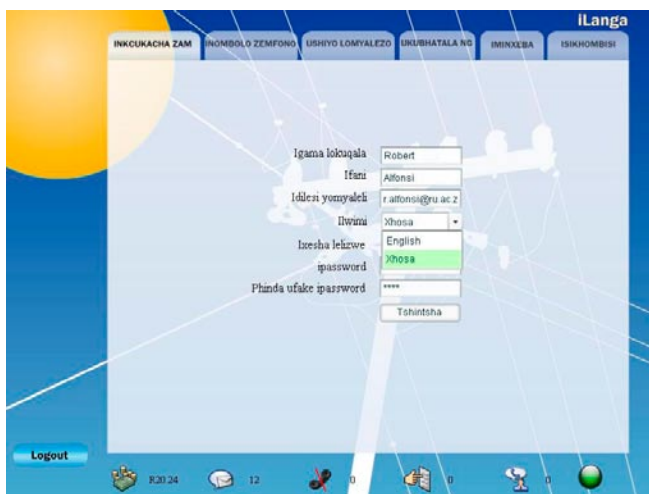 iLanga
INKCUKACHA ZAM INOMBOLO ZEMFONO USHIYO LOMYALEZO UKUBHATALA NG IMINXEBA ISIKHOMBISI
Igama lokuqala Robert
Ifani Alfonsi
Idilesi yomyaleli r.alfonsi@ru.ac.z
Ilwimi Xhosa
English
Ixesha lelizwe
Xhosa
ipassword
Phinda ufake ipassword ****
Tshintsha
Logout
R20.24 12 0 0 0